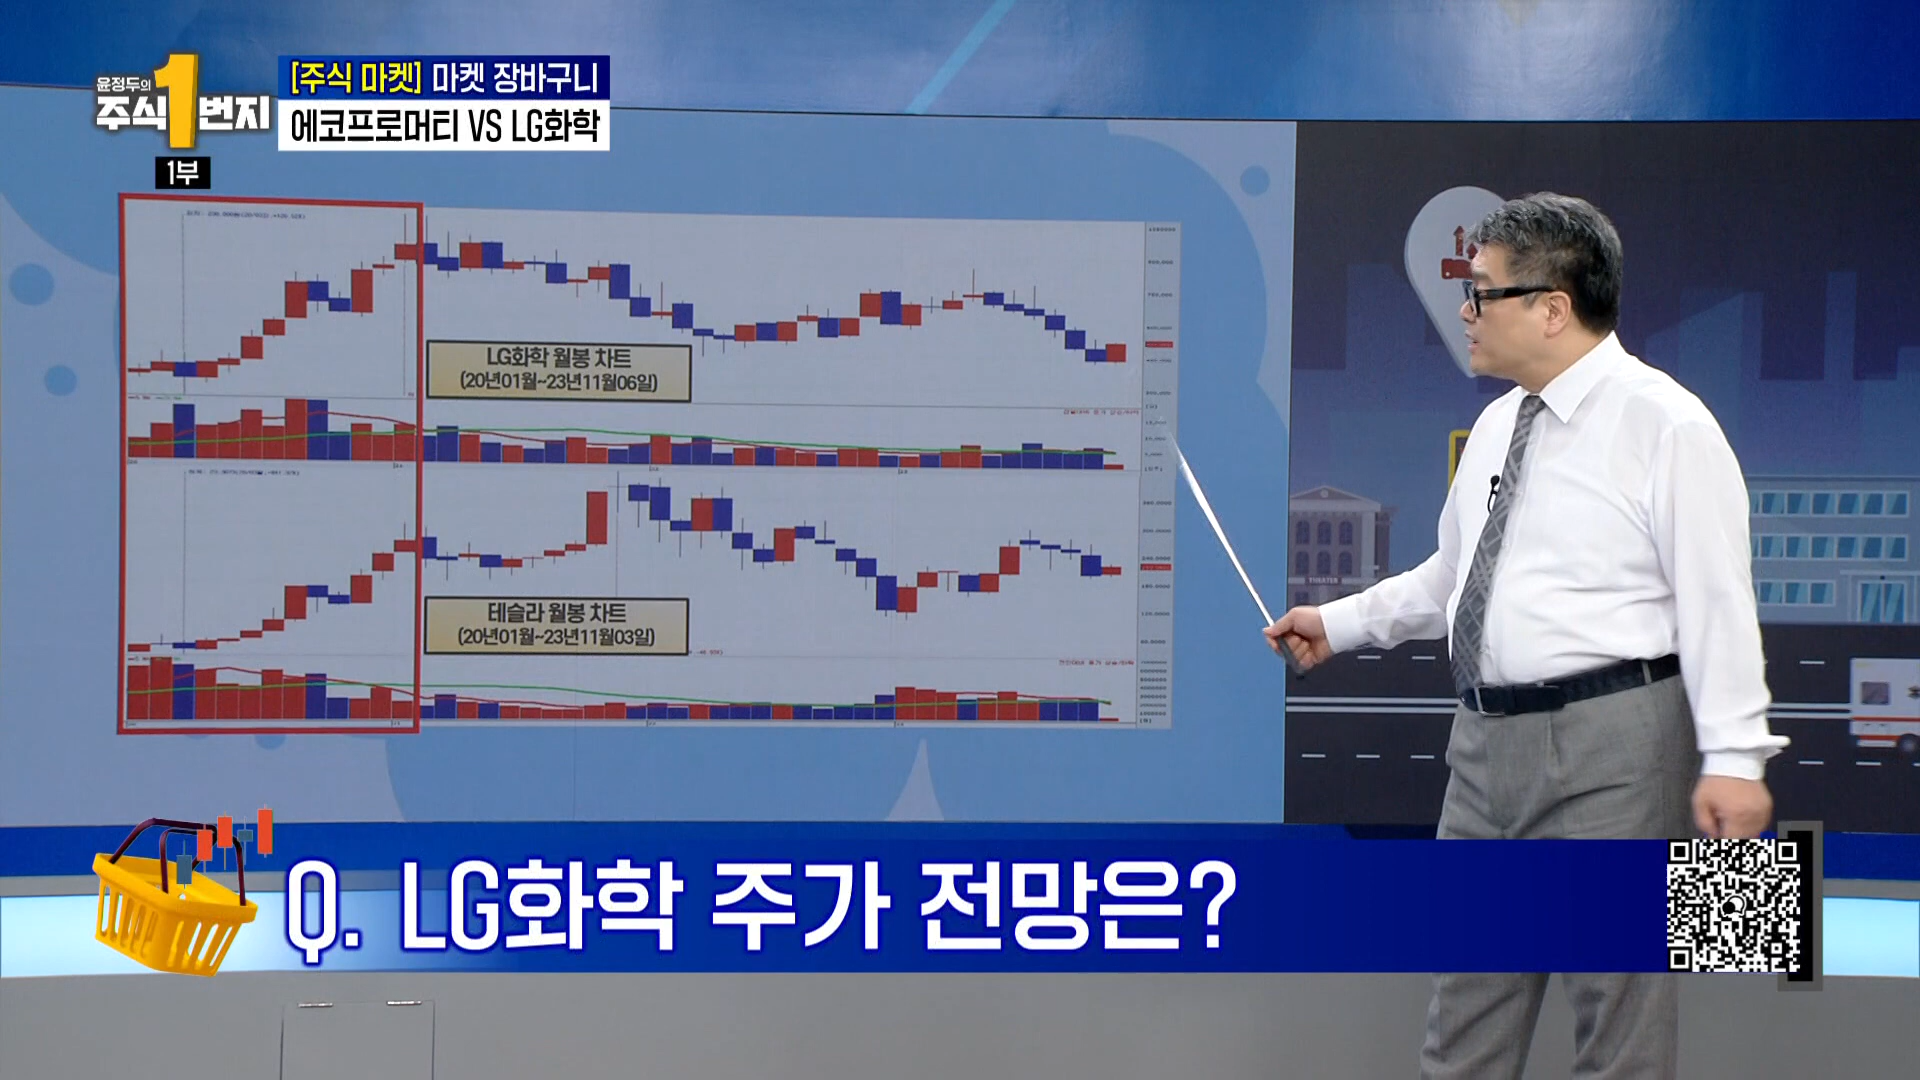 윤정두의
주식1번지
1부
[주식 마켓] 마켓 장바구니
에코프로머티 VS LG화학
LG화학 월봉 차트
(20년01월~23년11월06일)
테슬라 월봉 차트
(20년01월~23년11월03일)
THEATER
Q. LG화학 주가 전망은?